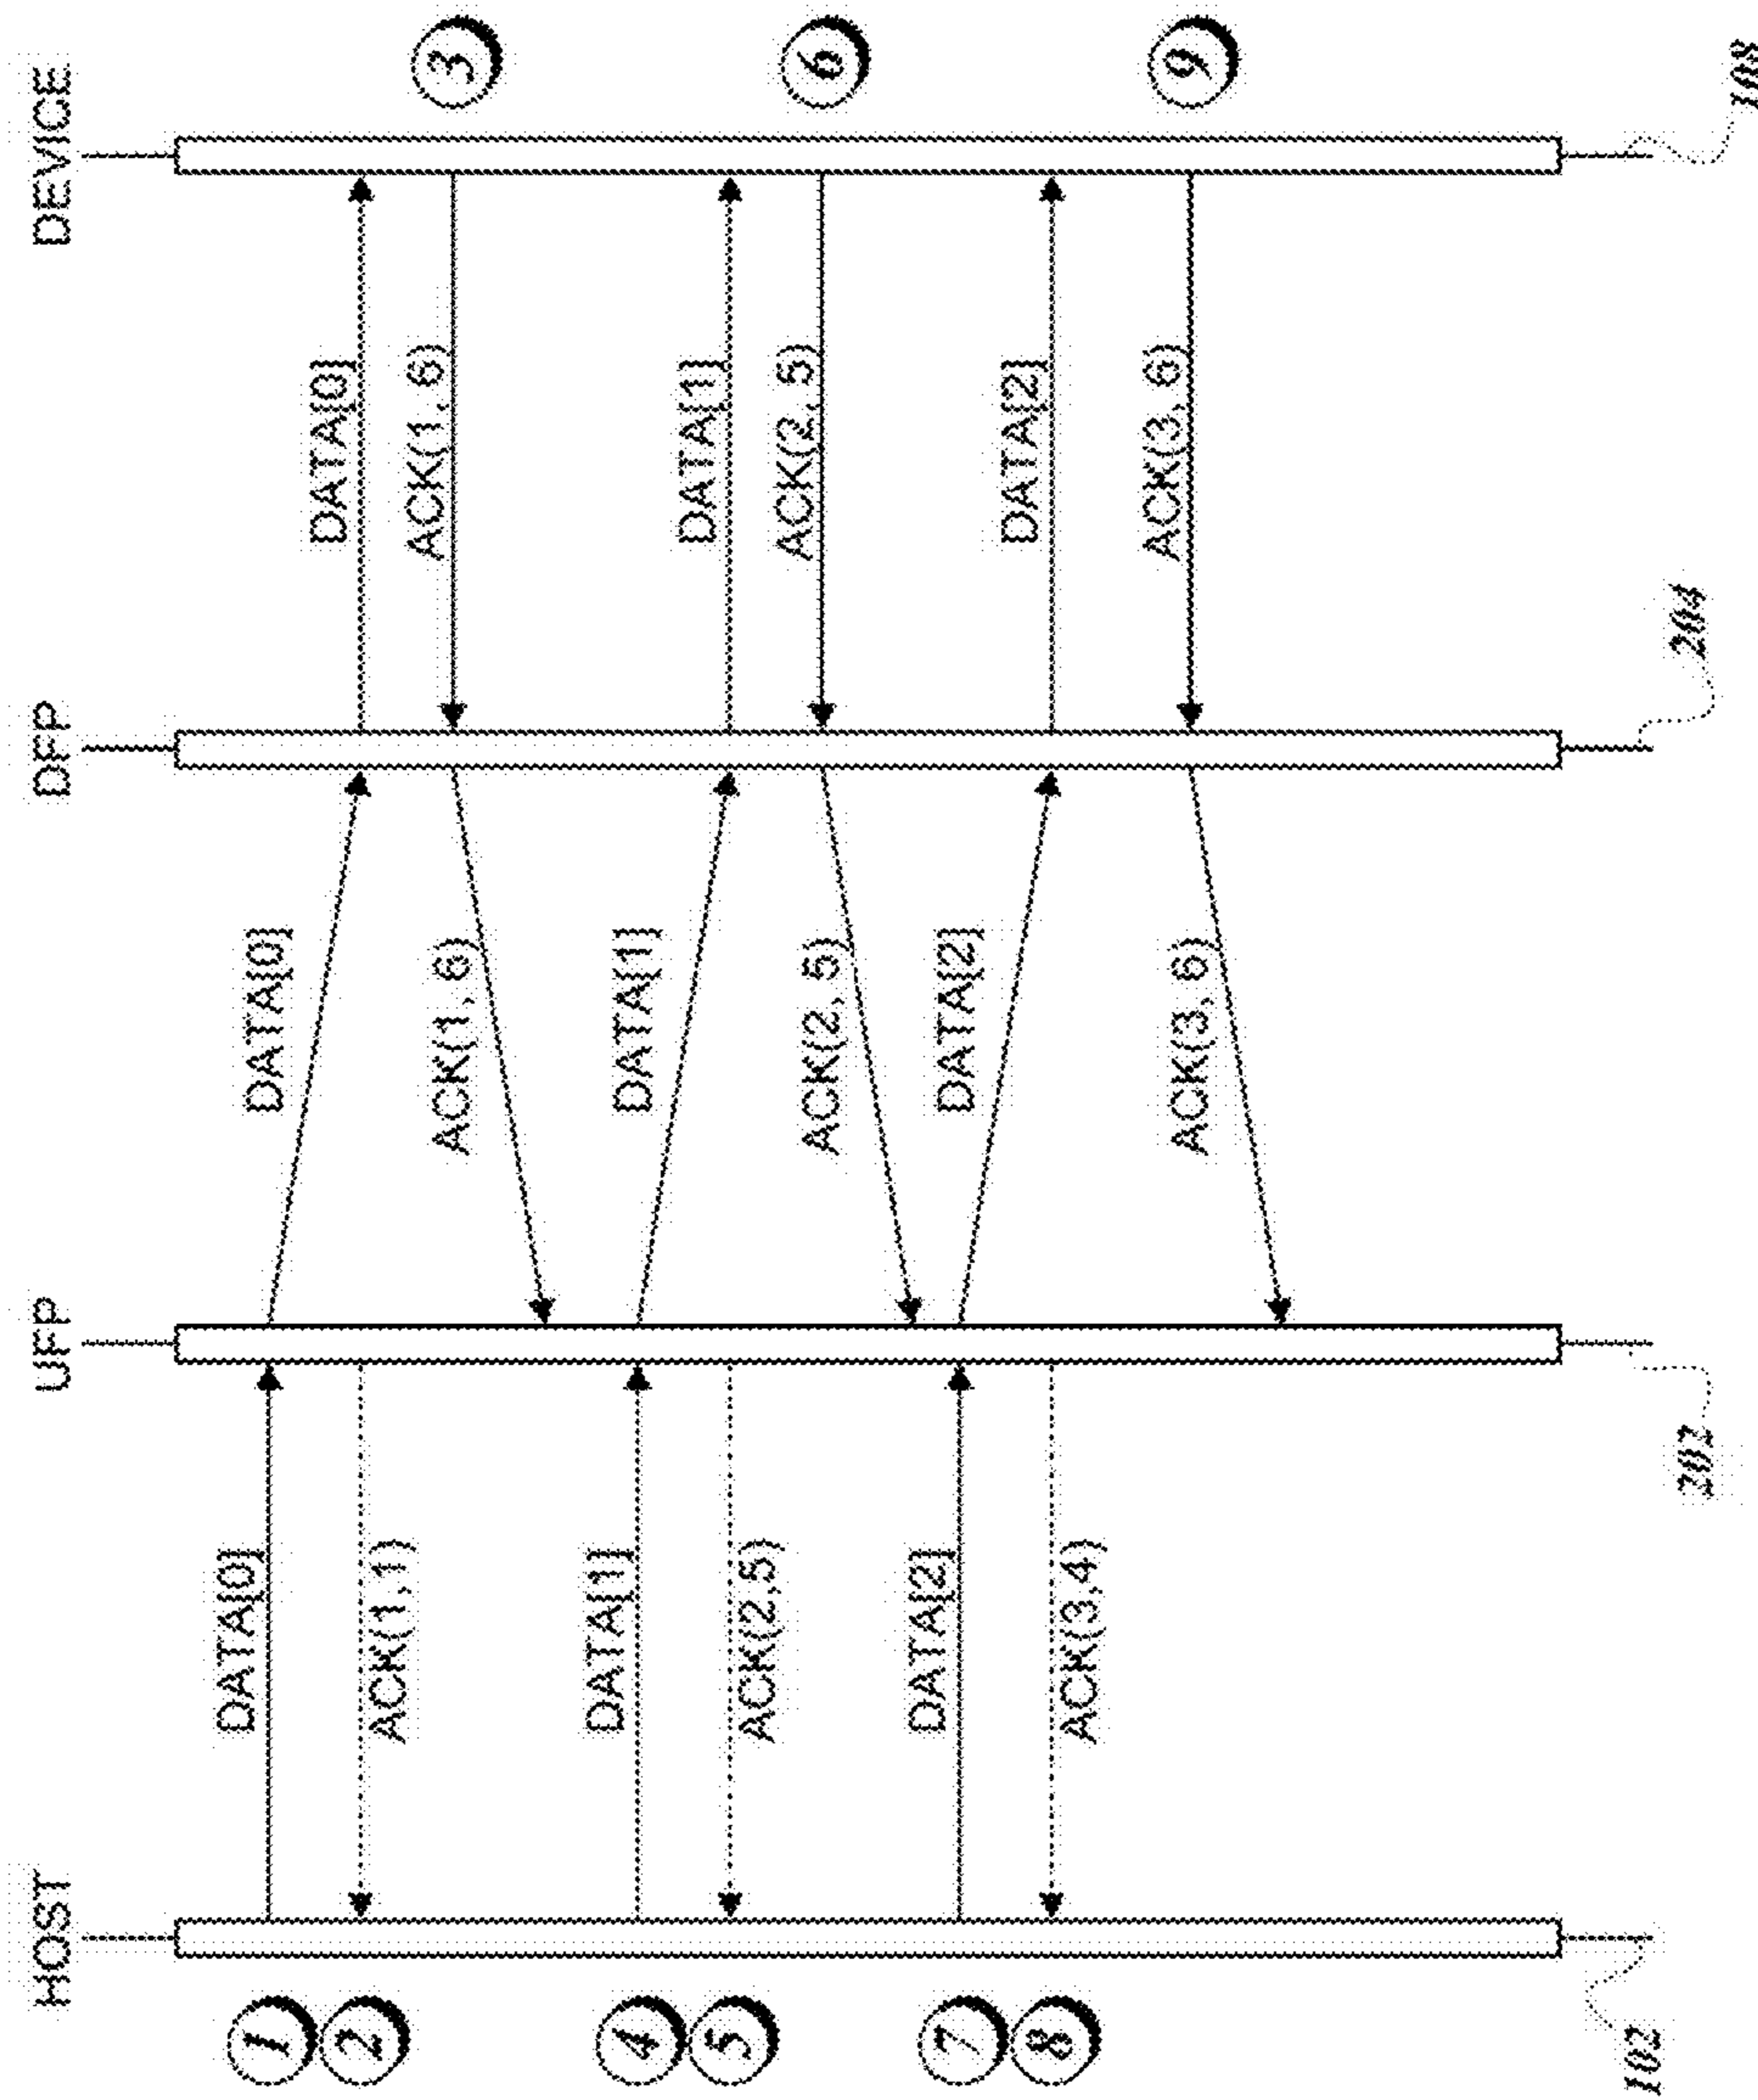 HOST
UFP
DFP
DEVICE
1
DATA[0]
DATA[0]
2
ACK(1,1)
DATA[0]
ACK(1, 6)
ACK(1, 6)
3
4
DATA[1]
DATA[1]
5
ACK(2,5)
DATA[1]
ACK(2, 5)
ACK(2, 5)
6
7
DATA[2]
DATA[2]
8
ACK(3,4)
DATA[2]
ACK(3, 6)
ACK(3, 6)
9
102
202
204
108